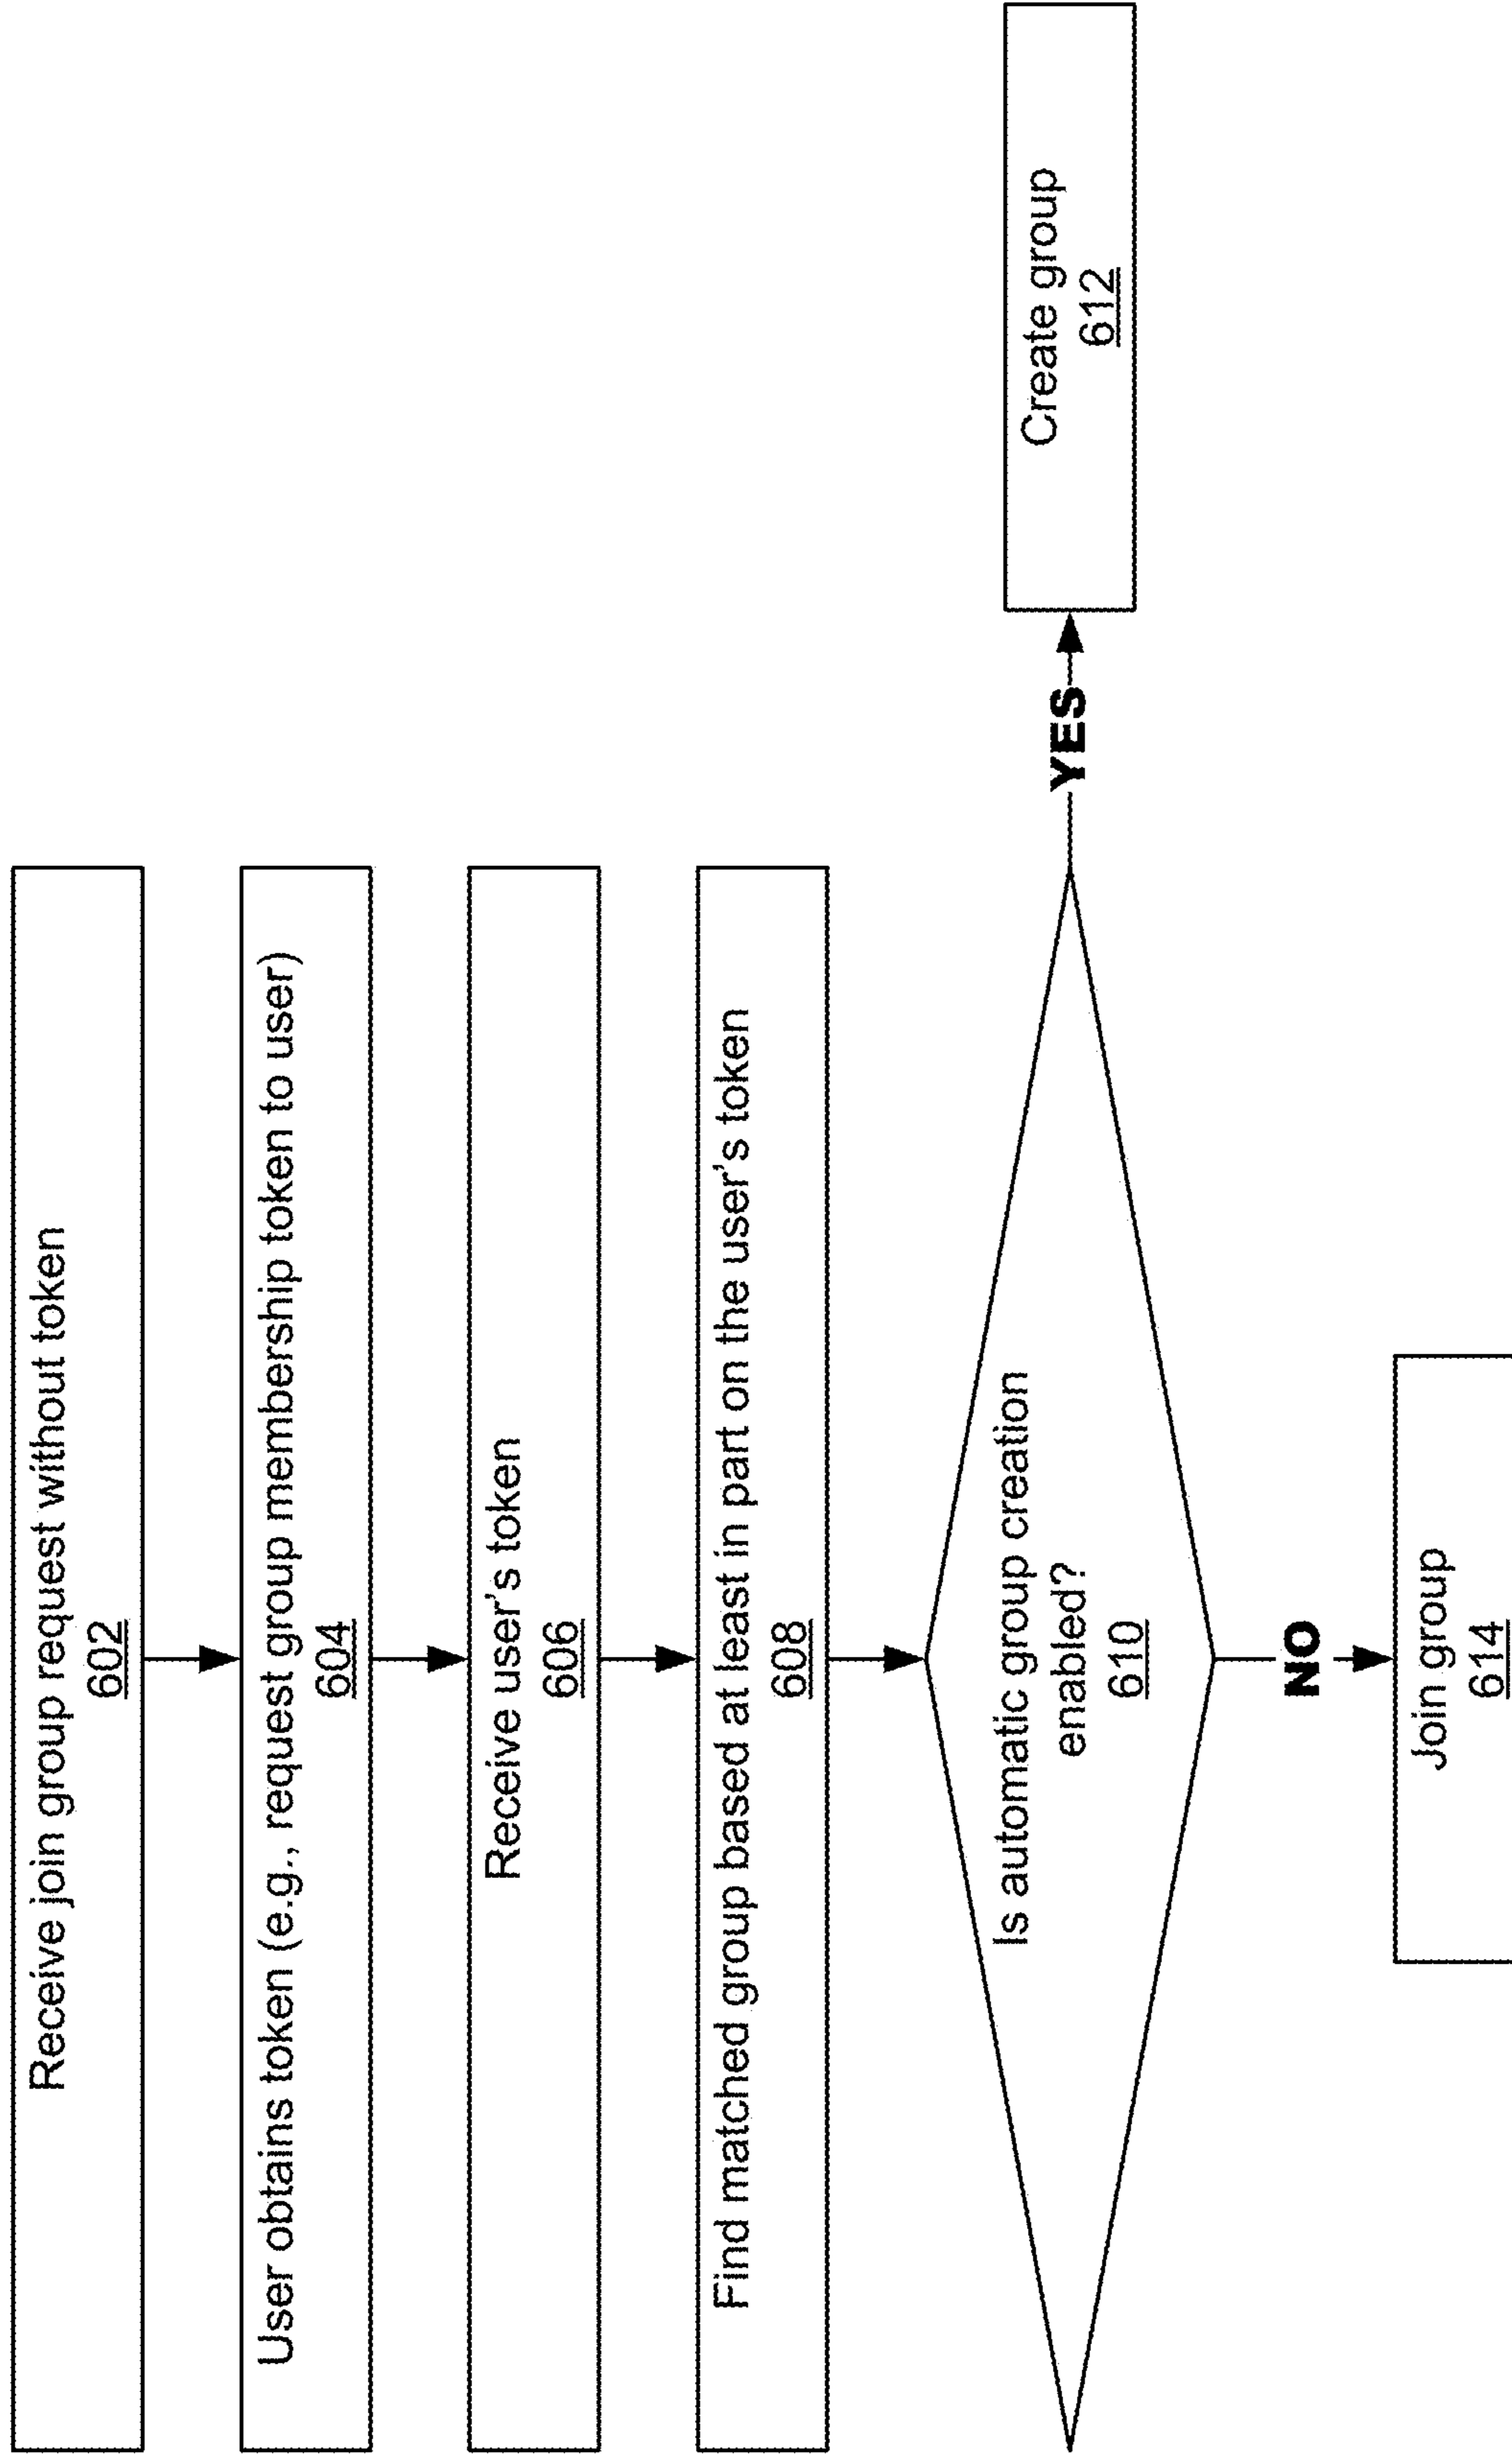 Receive join group request without token
602
User obtains token (e.g., request group membership token to user)
604
Receive user's token
606
Find matched group based at least in part on the user's token
608
Is automatic group creation
enabled?
610
YES
Create group
612
NO
Join group
614